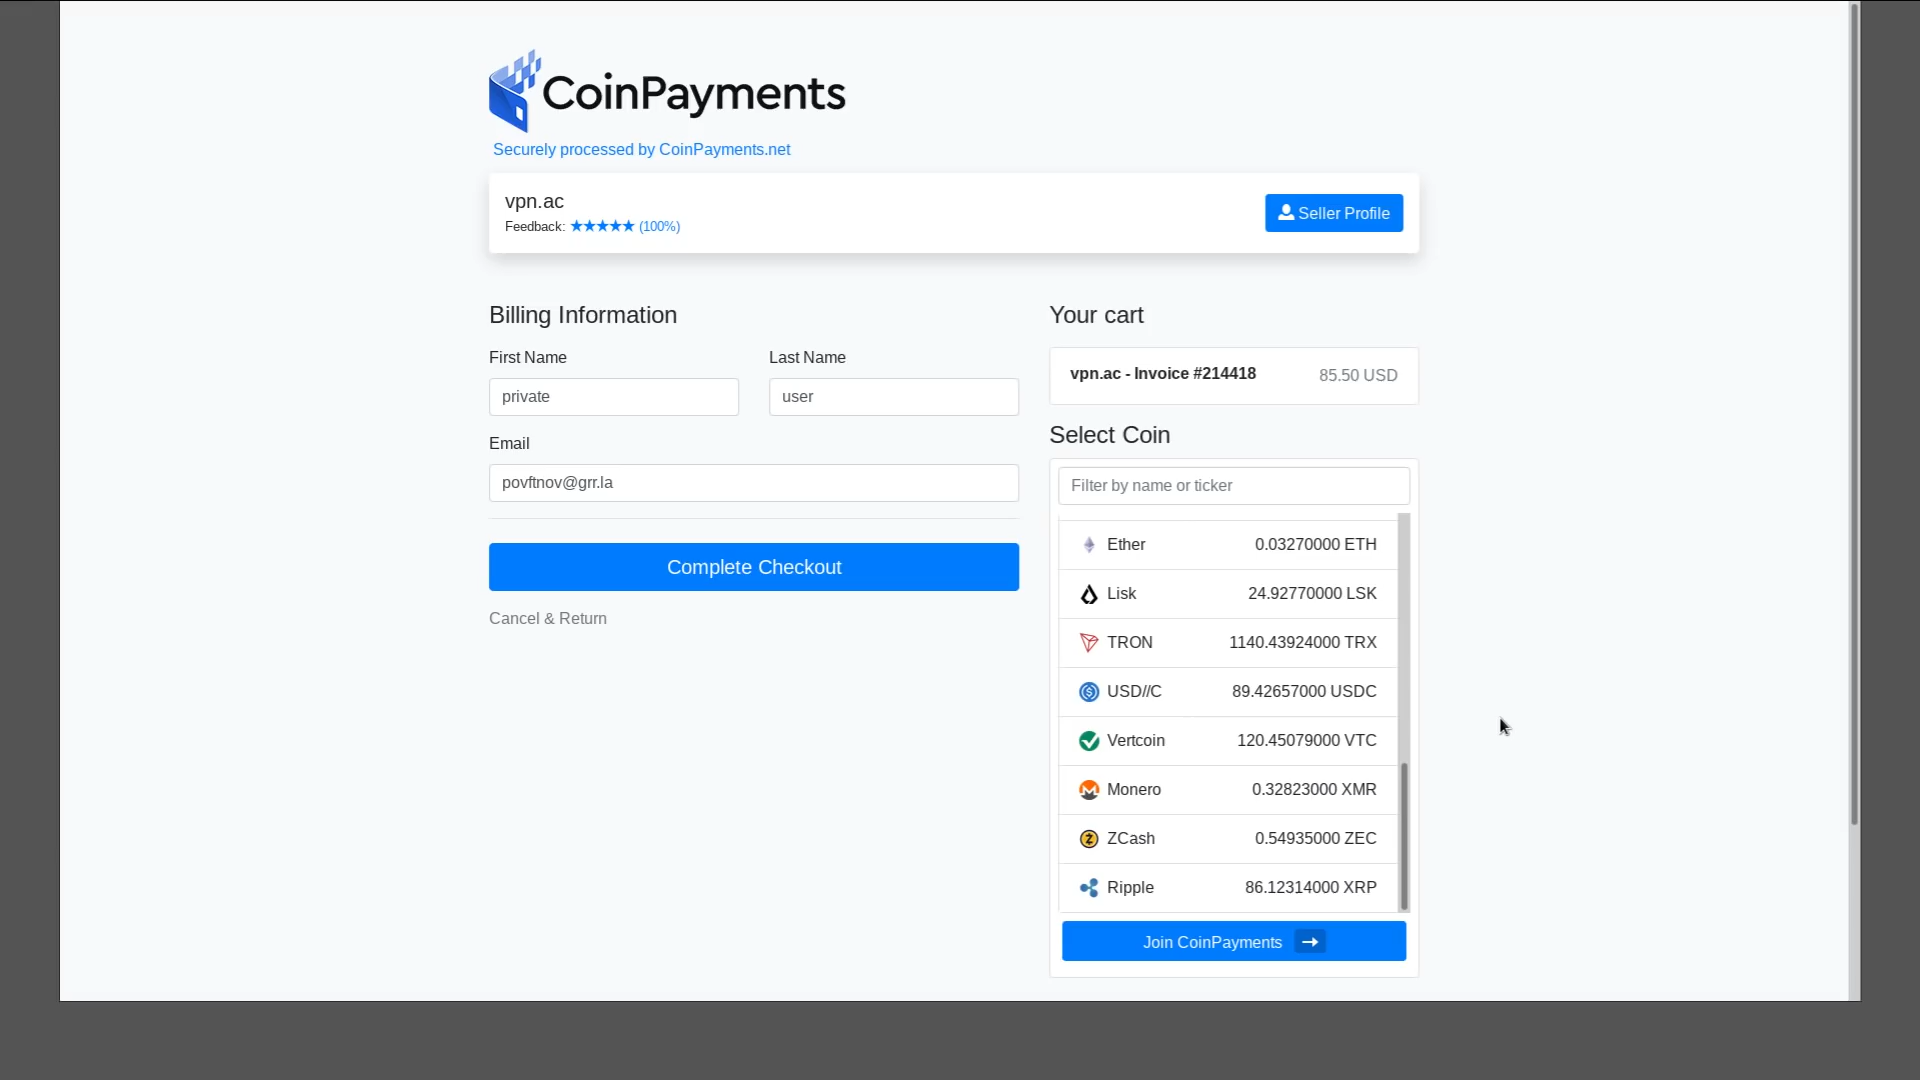 CoinPayments
Securely processed by CoinPayments.net
vpn.ac
Feedback: ★★★★★ (100%)
Seller Profile
Billing Information
First Name
Last Name
private
user
Email
povftnov@grr.la
Complete Checkout
Cancel & Return
Your cart
vpn.ac - Invoice #214418 85.50 USD
Select Coin
Filter by name or ticker
Ether 0.03270000 ETH
Lisk 24.92770000 LSK
TRON 1140.43924000 TRX
USD//C 89.42657000 USDC
Vertcoin 120.45079000 VTC
Monero 0.32823000 XMR
ZCash 0.54935000 ZEC
Ripple 86.12314000 XRP
Join CoinPayments →